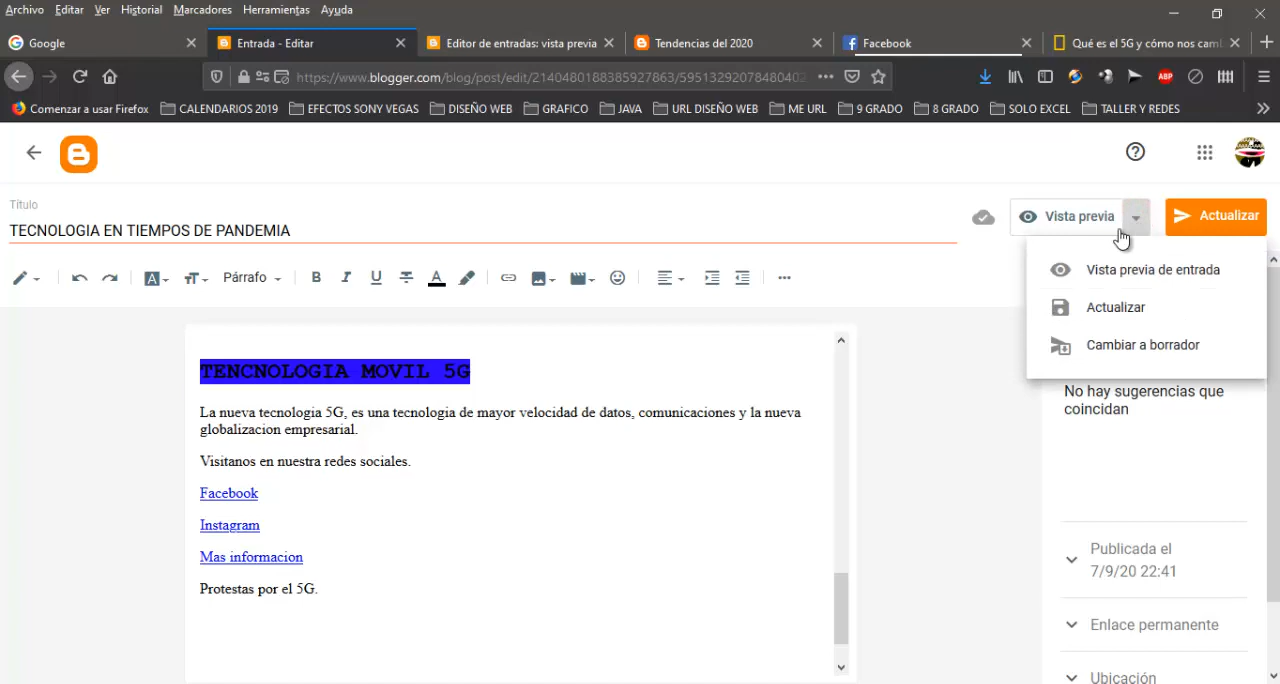 Archivo Editar Ver Historial Marcadores Herramientas Ayuda
Google
Entrada - Editar
Editor de entradas: vista previa
Tendencias del 2020
Facebook
Qué es el 5G y cómo nos cam
https://www.blogger.com/blog/post/edit/2140480188385927863/595132920784840
ABP
Comenzar a usar Firefox
CALENDARIOS 2019
EFECTOS SONY VEGAS
DISEÑO WEB
GRAFICO
JAVA
URL DISEÑO WEB
ME URL
9 GRADO
8 GRADO
SOLO EXCEL
TALLER Y REDES
Título
TECNOLOGIA EN TIEMPOS DE PANDEMIA
Vista previa
Actualizar
Párrafo
Vista previa de entrada
Actualizar
Cambiar a borrador
TENCNOLOGIA MOVIL 5G
La nueva tecnologia 5G, es una tecnologia de mayor velocidad de datos, comunicaciones y la nueva
globalizacion empresarial.
Visitanos en nuestra redes sociales.
Facebook
Instagram
Mas informacion
Protestas por el 5G.
No hay sugerencias que
coincidan
Publicada el
7/9/20 22:41
Enlace permanente
Ubicación